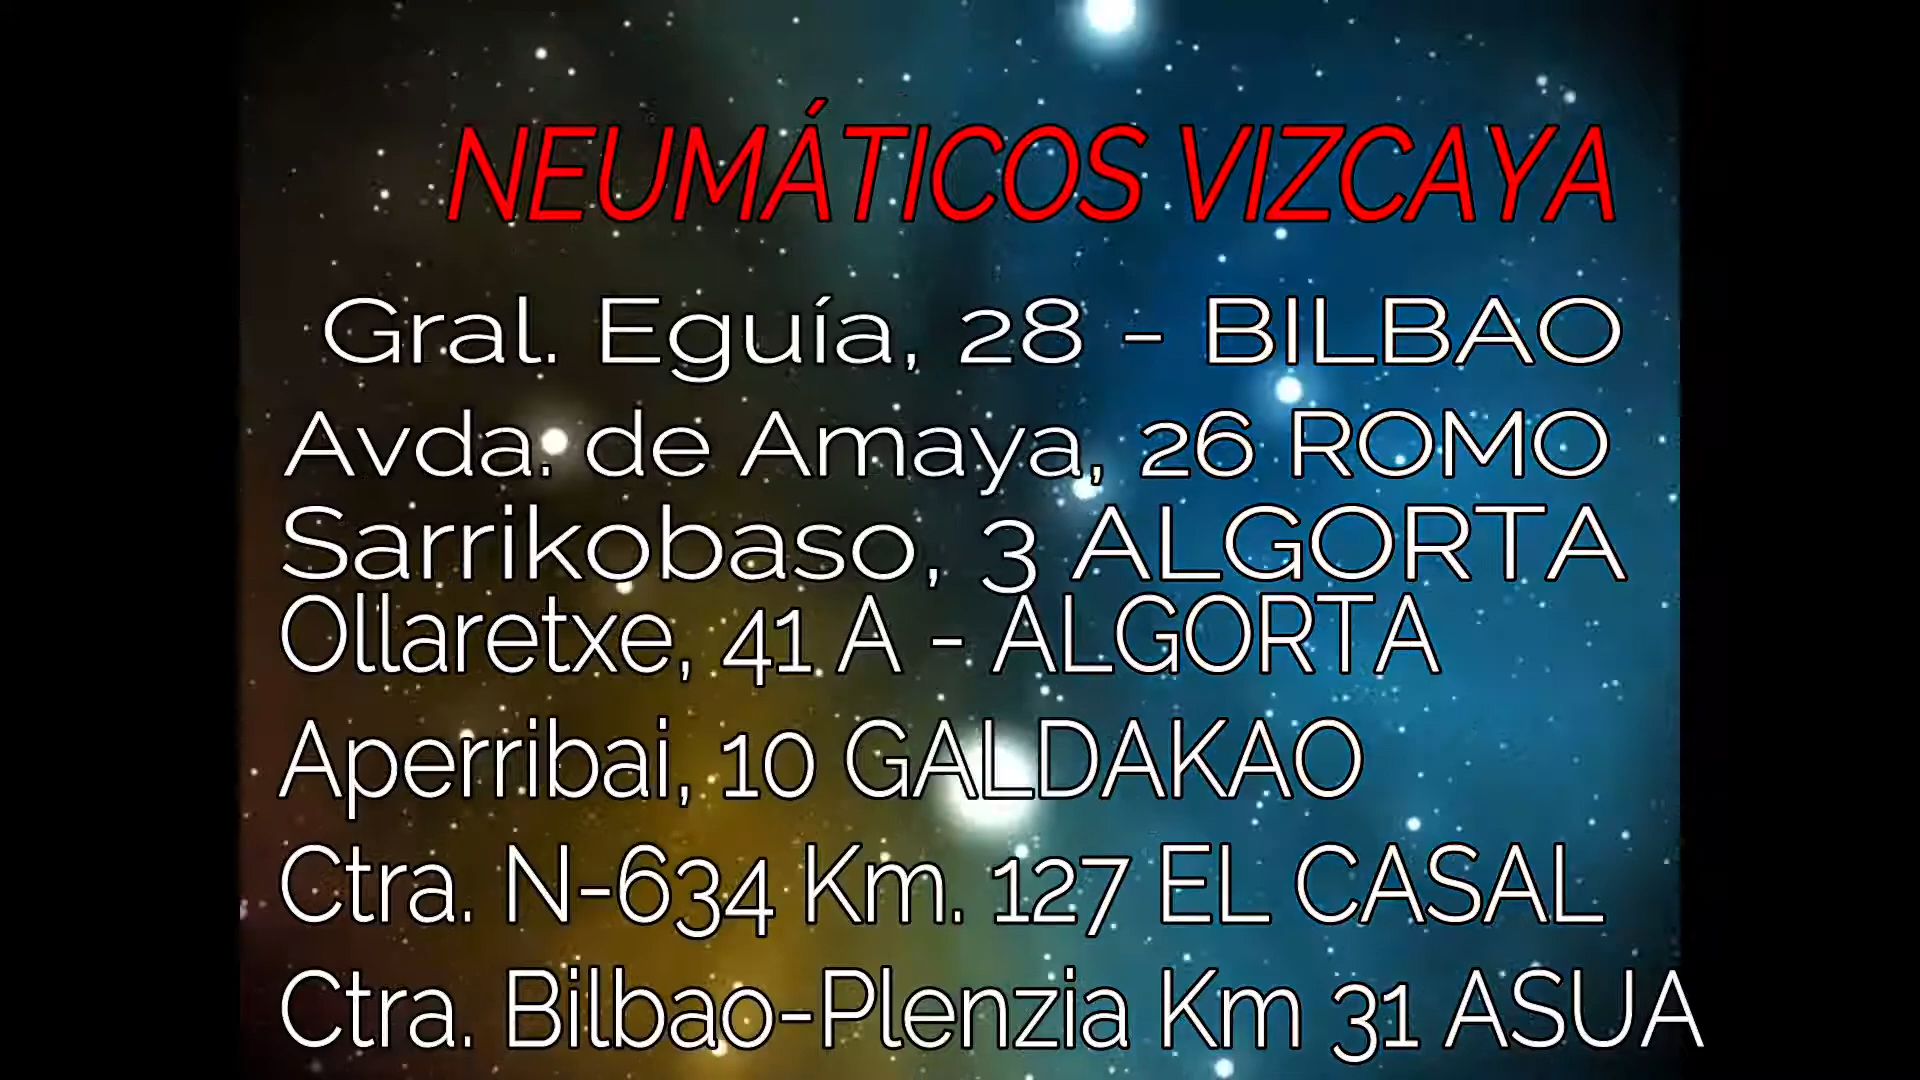 NEUMÁTICOS VIZCAYA
Gral. Eguía, 28 - BILBAO
Avda. de Amaya, 26 ROMO
Sarrikobaso, 3 ALGORTA
Ollaretxe, 41 A - ALGORTA
Aperribai, 10 GALDAKAO
Ctra. N-634 Km. 127 EL CASAL
Ctra. Bilbao-Plenzia Km 31 ASUA